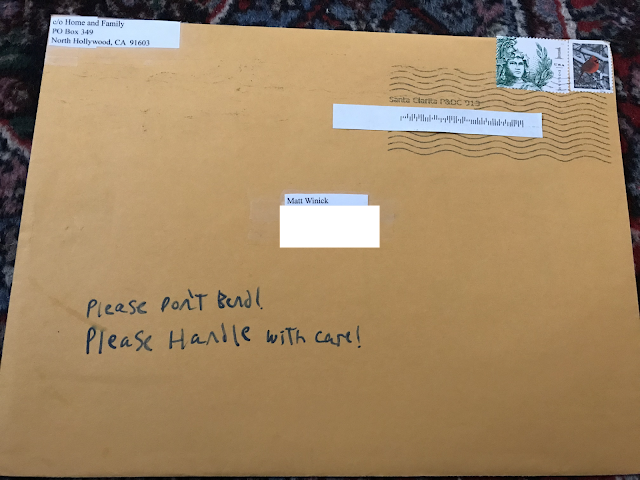 c/o Home and Family
PO Box 349
North Hollywood, CA 91603
1
Santa Clarita P&DC 913
Matt Winick
Please Don't Bend!
Please Handle with care!